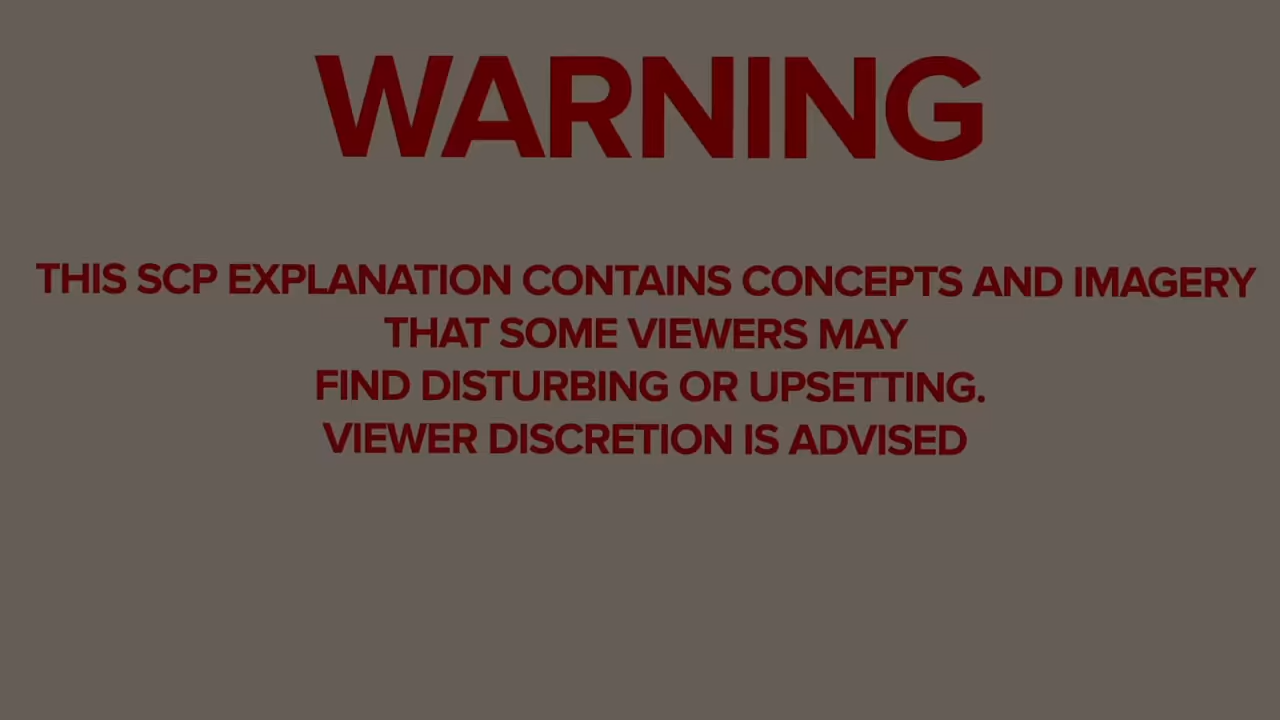 WARNING
THIS SCP EXPLANATION CONTAINS CONCEPTS AND IMAGERY
THAT SOME VIEWERS MAY
FIND DISTURBING OR UPSETTING.
VIEWER DISCRETION IS ADVISED